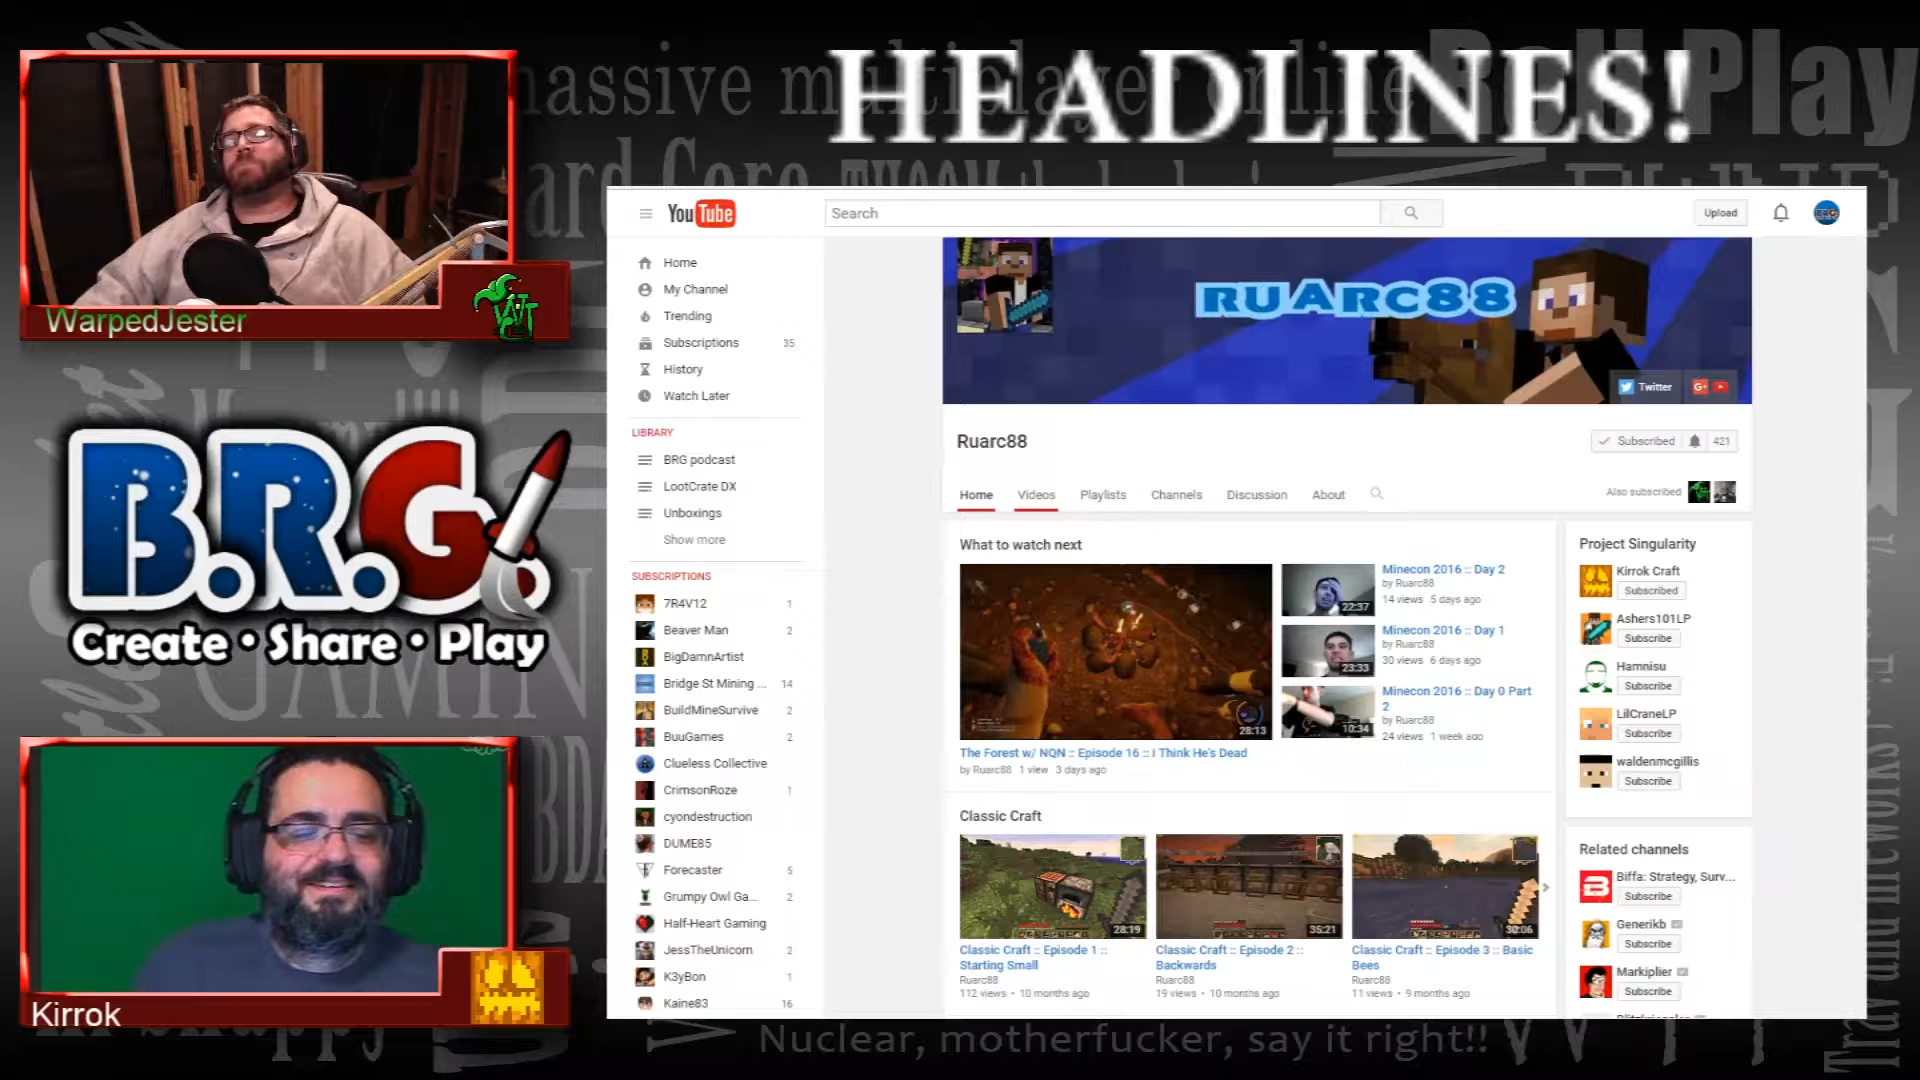 HEADLINES!
massive multiplayer online
Play
WarpedJester
B.R.G.
Create • Share • Play
Kirrok
YouTube
Search
Upload
Home
My Channel
Trending
Subscriptions 35
History
Watch Later
LIBRARY
BRG podcast
LootCrate DX
Unboxings
Show more
SUBSCRIPTIONS
7R4V12 1
Beaver Man 2
BigDamnArtist
Bridge St Mining ... 14
BuildMineSurvive 2
BuuGames 2
Clueless Collective
CrimsonRoze 1
cyondestruction
DUME85
Forecaster 5
Grumpy Owl Ga... 2
Half-Heart Gaming
JessTheUnicorn 2
K3yBon 1
Kaine83 16
RUARC88
Twitter
Ruarc88
Subscribed 421
Home Videos Playlists Channels Discussion About
Also subscribed
What to watch next
28:13
The Forest w/ NQN :: Episode 16 :: I Think He's Dead
by Ruarc88 1 view 3 days ago
22:37
Minecon 2016 :: Day 2
by Ruarc88
14 views 5 days ago
23:33
Minecon 2016 :: Day 1
by Ruarc88
30 views 6 days ago
10:34
Minecon 2016 :: Day 0 Part
2
by Ruarc88
24 views 1 week ago
Classic Craft
28:19
Classic Craft :: Episode 1 ::
Starting Small
Ruarc88
112 views • 10 months ago
35:21
Classic Craft :: Episode 2 ::
Backwards
Ruarc88
19 views • 10 months ago
30:06
Classic Craft :: Episode 3 :: Basic
Bees
Ruarc88
11 views • 9 months ago
Project Singularity
Kirrok Craft
Subscribed
Ashers101LP
Subscribe
Hamnisu
Subscribe
LilCraneLP
Subscribe
waldenmcgillis
Subscribe
Related channels
Biffa: Strategy, Surv...
Subscribe
Generikb
Subscribe
Markiplier
Subscribe
Nuclear, motherfucker, say it right!!